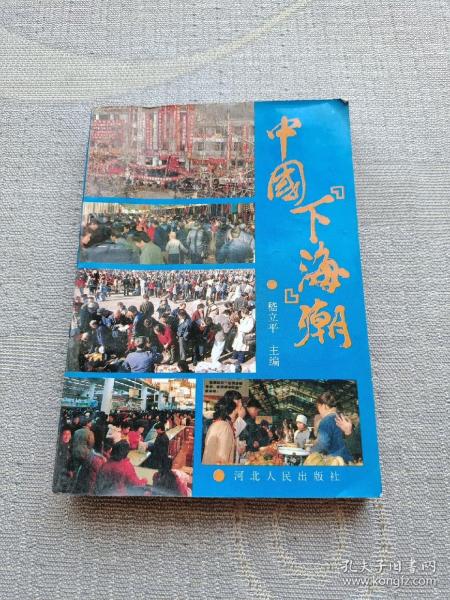 中國『下海』潮
嵇立平 主编
河北人民出版社
孔夫子旧书网
www.kongfz.com